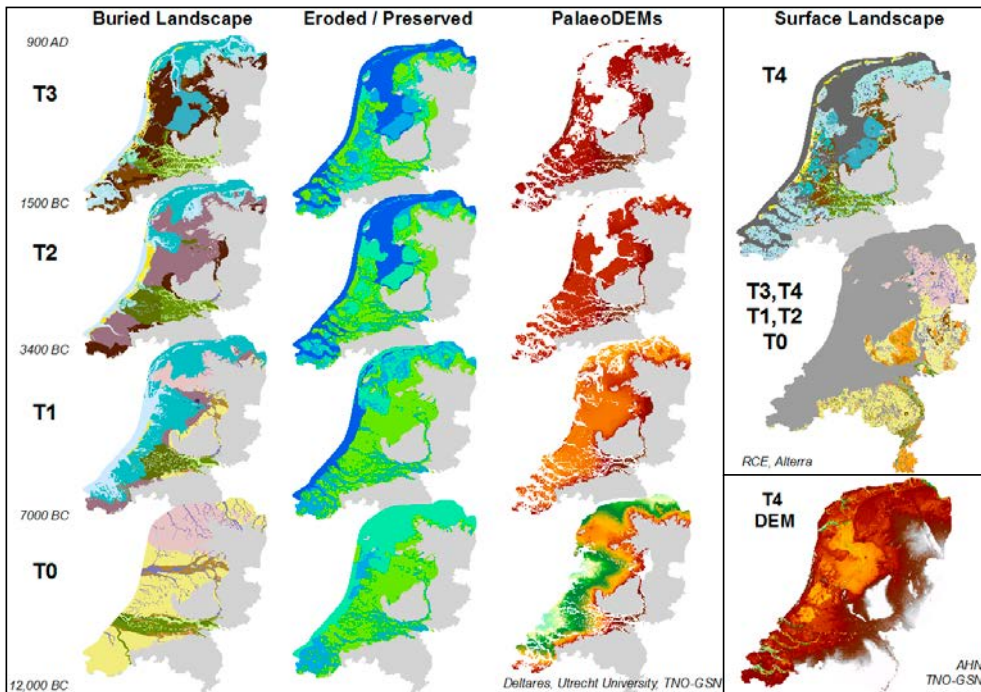 Buried Landscape
Eroded / Preserved
PalaeoDEMs
Surface Landscape
900 AD
T3
1500 BC
T2
3400 BC
T1
7000 BC
T0
12,000 BC
Deltares, Utrecht University, TNO-GSN
T4
T3,T4
T1,T2
T0
RCE, Alterra
T4
DEM
AHN
TNO-GSN